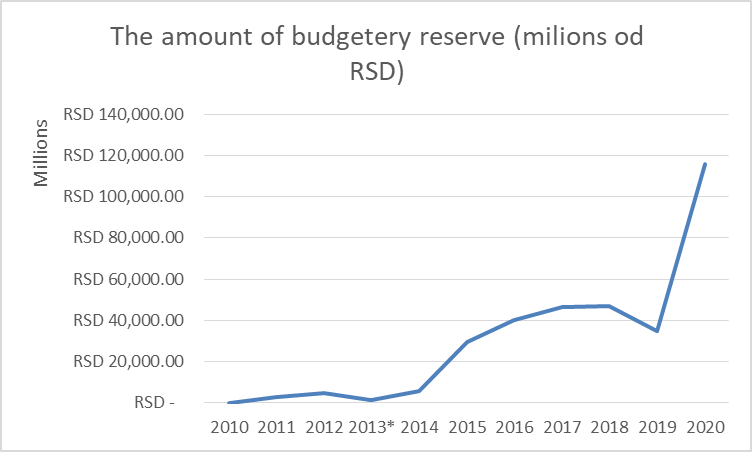 The amount of budgetery reserve (milions od
RSD)
Millions
RSD 140,000.00
RSD 120,000.00
RSD 100,000.00
RSD 80,000.00
RSD 60,000.00
RSD 40,000.00
RSD 20,000.00
RSD -
2010 2011 2012 2013* 2014 2015 2016 2017 2018 2019 2020